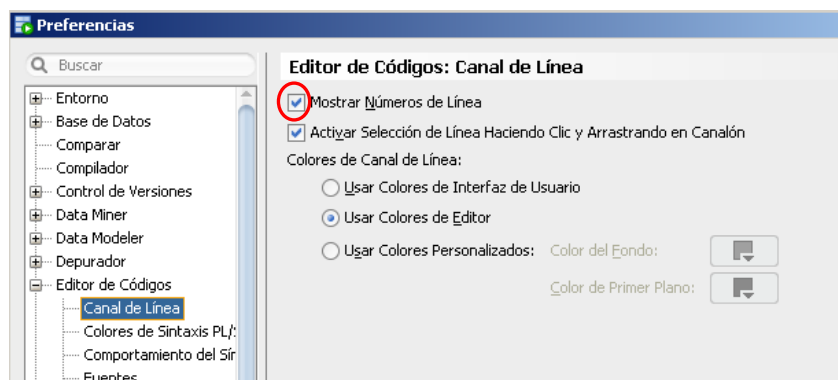 Preferencias
Buscar
Entorno
Base de Datos
Comparar
Compilador
Control de Versiones
Data Miner
Data Modeler
Depurador
Editor de Códigos
Canal de Línea
Colores de Sintaxis PL/
Comportamiento del
Fuentes
Editor de Códigos: Canal de Línea
Mostrar Números de Línea
Activar Selección de Línea Haciendo Clic y Arrastrando en Canalón
Colores de Canal de Línea:
Usar Colores de Interfaz de Usuario
Usar Colores de Editor
Usar Colores Personalizados: Color del Fondo:
Color de Primer Plano: